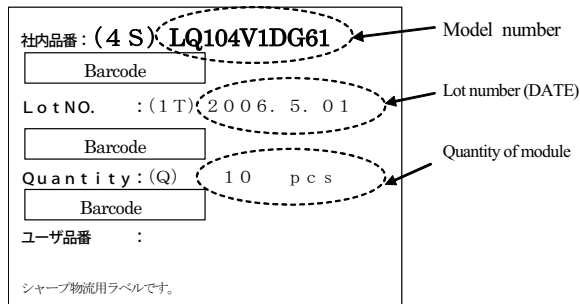 社内品番：(４Ｓ) LQ104V1DG61
Model number
Barcode
ＬｏｔNO. ：(１Ｔ) ２００６．５．０１
Lot number (DATE)
Barcode
Quantity：(Ｑ) １０ ｐｃｓ
Quantity of module
Barcode
ユーザ品番 ：
シャープ物流用ラベルです。